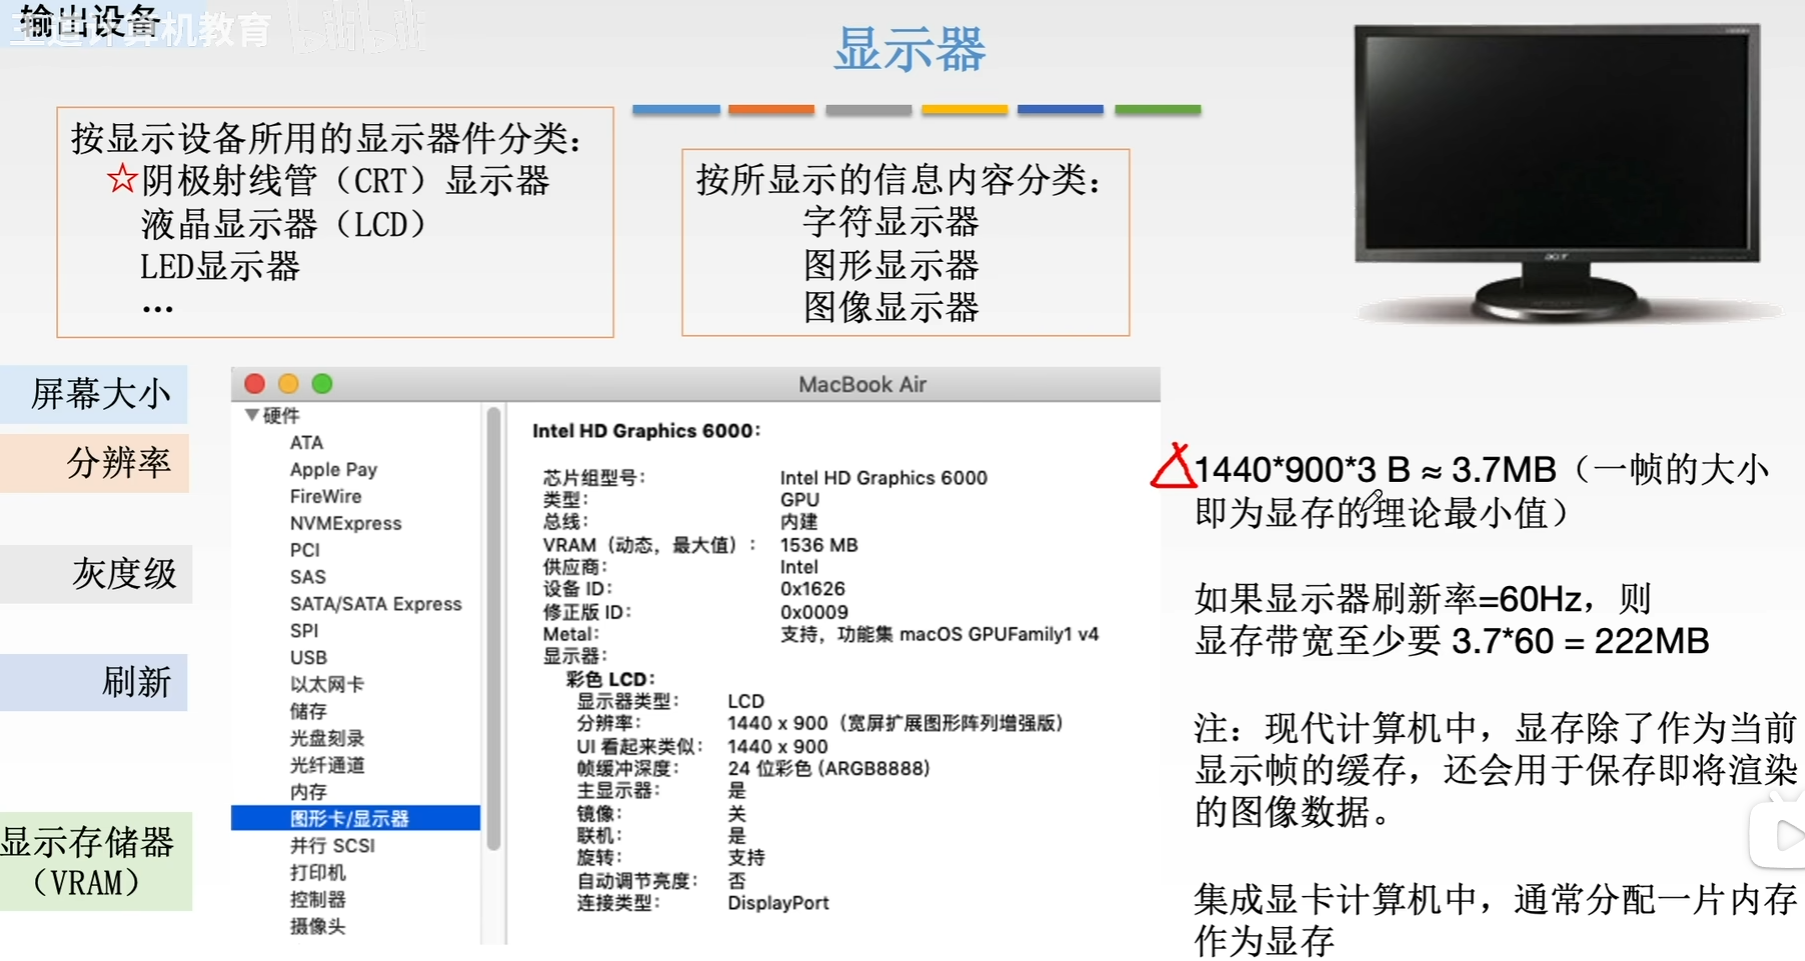 输出设备
王道计算机教育 bilibili
显示器
按显示设备所用的显示器件分类：
☆阴极射线管（CRT）显示器
液晶显示器（LCD）
LED显示器
…
按所显示的信息内容分类：
字符显示器
图形显示器
图像显示器
acer
屏幕大小
分辨率
灰度级
刷新
显示存储器
（VRAM）
MacBook Air
▼硬件
ATA
Apple Pay
FireWire
NVMExpress
PCI
SAS
SATA/SATA Express
SPI
USB
以太网卡
储存
光盘刻录
光纤通道
内存
图形卡/显示器
并行 SCSI
打印机
控制器
摄像头
Intel HD Graphics 6000：
芯片组型号： Intel HD Graphics 6000
类型： GPU
总线： 内建
VRAM（动态，最大值）： 1536 MB
供应商： Intel
设备 ID： 0x1626
修正版 ID： 0x0009
Metal： 支持，功能集 macOS GPUFamily1 v4
显示器：
彩色 LCD：
显示器类型： LCD
分辨率： 1440 x 900（宽屏扩展图形阵列增强版）
UI 看起来类似： 1440 x 900
帧缓冲深度： 24 位彩色 (ARGB8888)
主显示器： 是
镜像： 关
联机： 是
旋转： 支持
自动调节亮度： 否
连接类型： DisplayPort
1440*900*3 B ≈ 3.7MB（一帧的大小
即为显存的理论最小值）
如果显示器刷新率=60Hz，则
显存带宽至少要 3.7*60 = 222MB
注：现代计算机中，显存除了作为当前
显示帧的缓存，还会用于保存即将渲染
的图像数据。
集成显卡计算机中，通常分配一片内存
作为显存